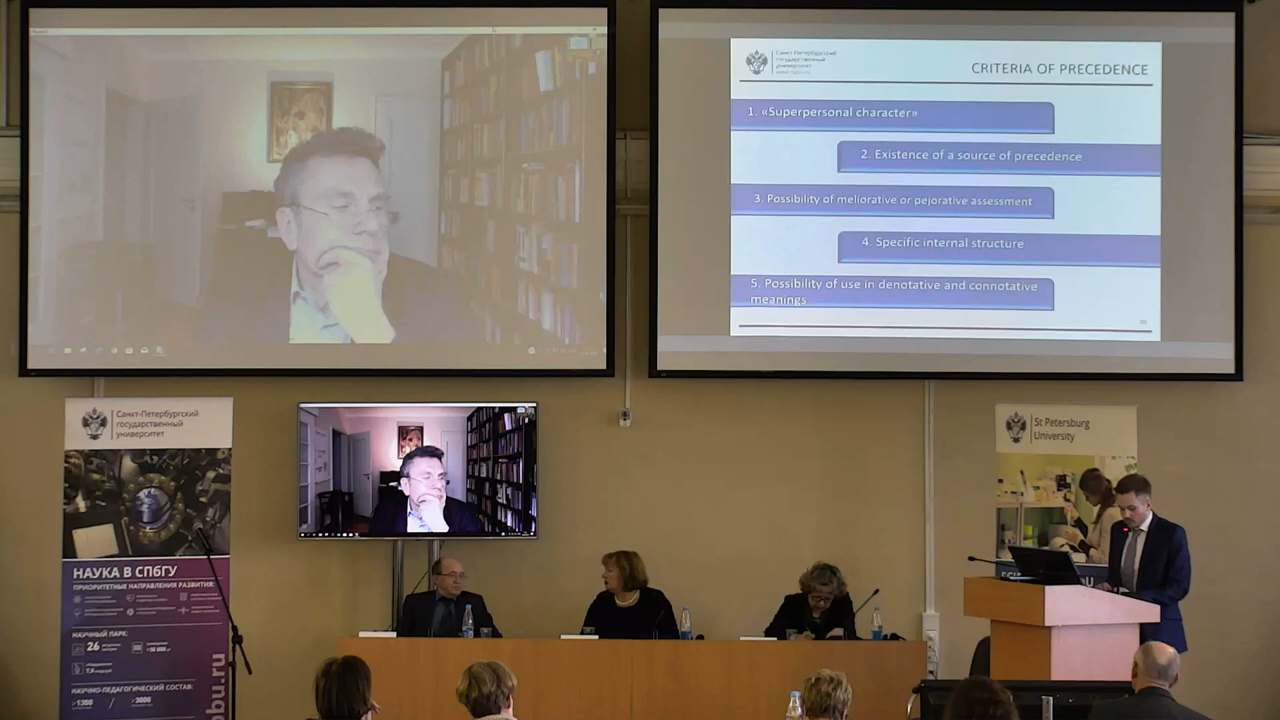 Санкт-Петербургский
государственный
университет
CRITERIA OF PRECEDENCE
1. «Superpersonal character»
2. Existence of a source of precedence
3. Possibility of meliorative or pejorative assessment
4. Specific internal structure
5. Possibility of use in denotative and connotative
meanings
Санкт-Петербургский
государственный
университет
НАУКА В СПбГУ
ПРИОРИТЕТНЫЕ НАПРАВЛЕНИЯ РАЗВИТИЯ:
НАУЧНЫЙ ПАРК:
26
НАУЧНО-ПЕДАГОГИЧЕСКИЙ СОСТАВ:
St Petersburg
University